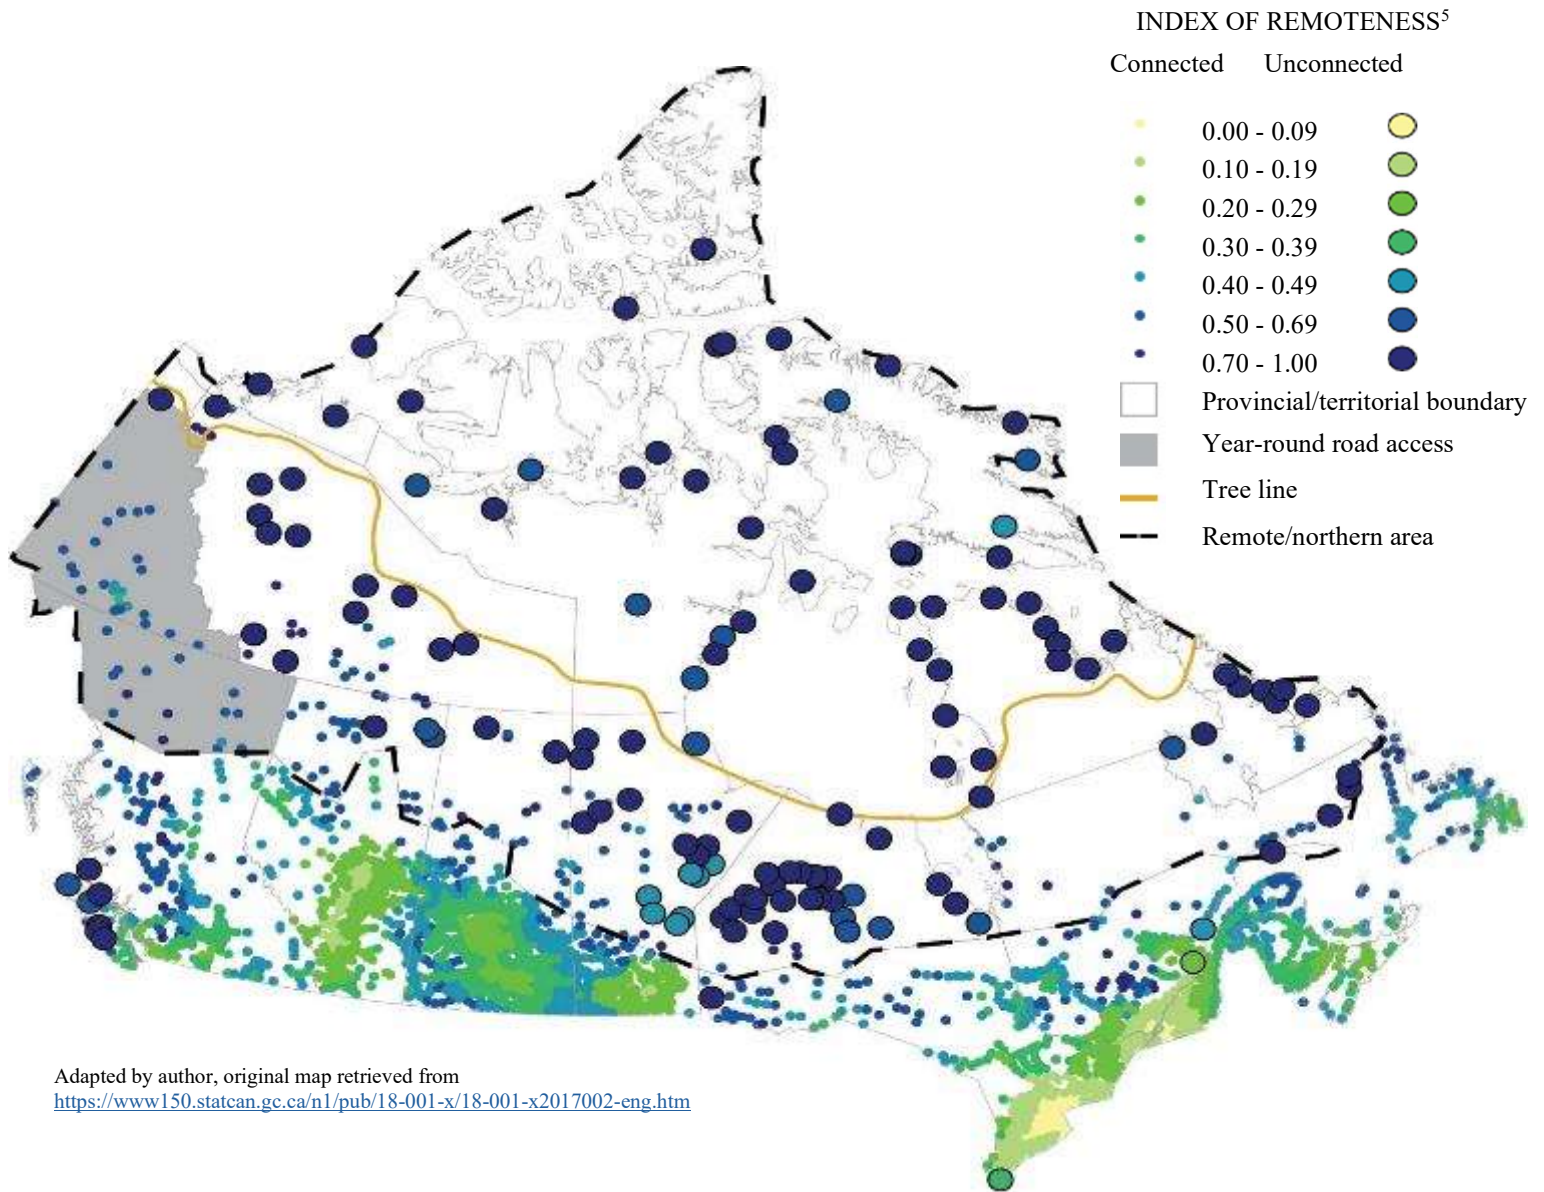 INDEX OF REMOTENESS⁵
Connected Unconnected
0.00 - 0.09
0.10 - 0.19
0.20 - 0.29
0.30 - 0.39
0.40 - 0.49
0.50 - 0.69
0.70 - 1.00
Provincial/territorial boundary
Year-round road access
Tree line
Remote/northern area
Adapted by author, original map retrieved from
https://www150.statcan.gc.ca/n1/pub/18-001-x/18-001-x2017002-eng.htm